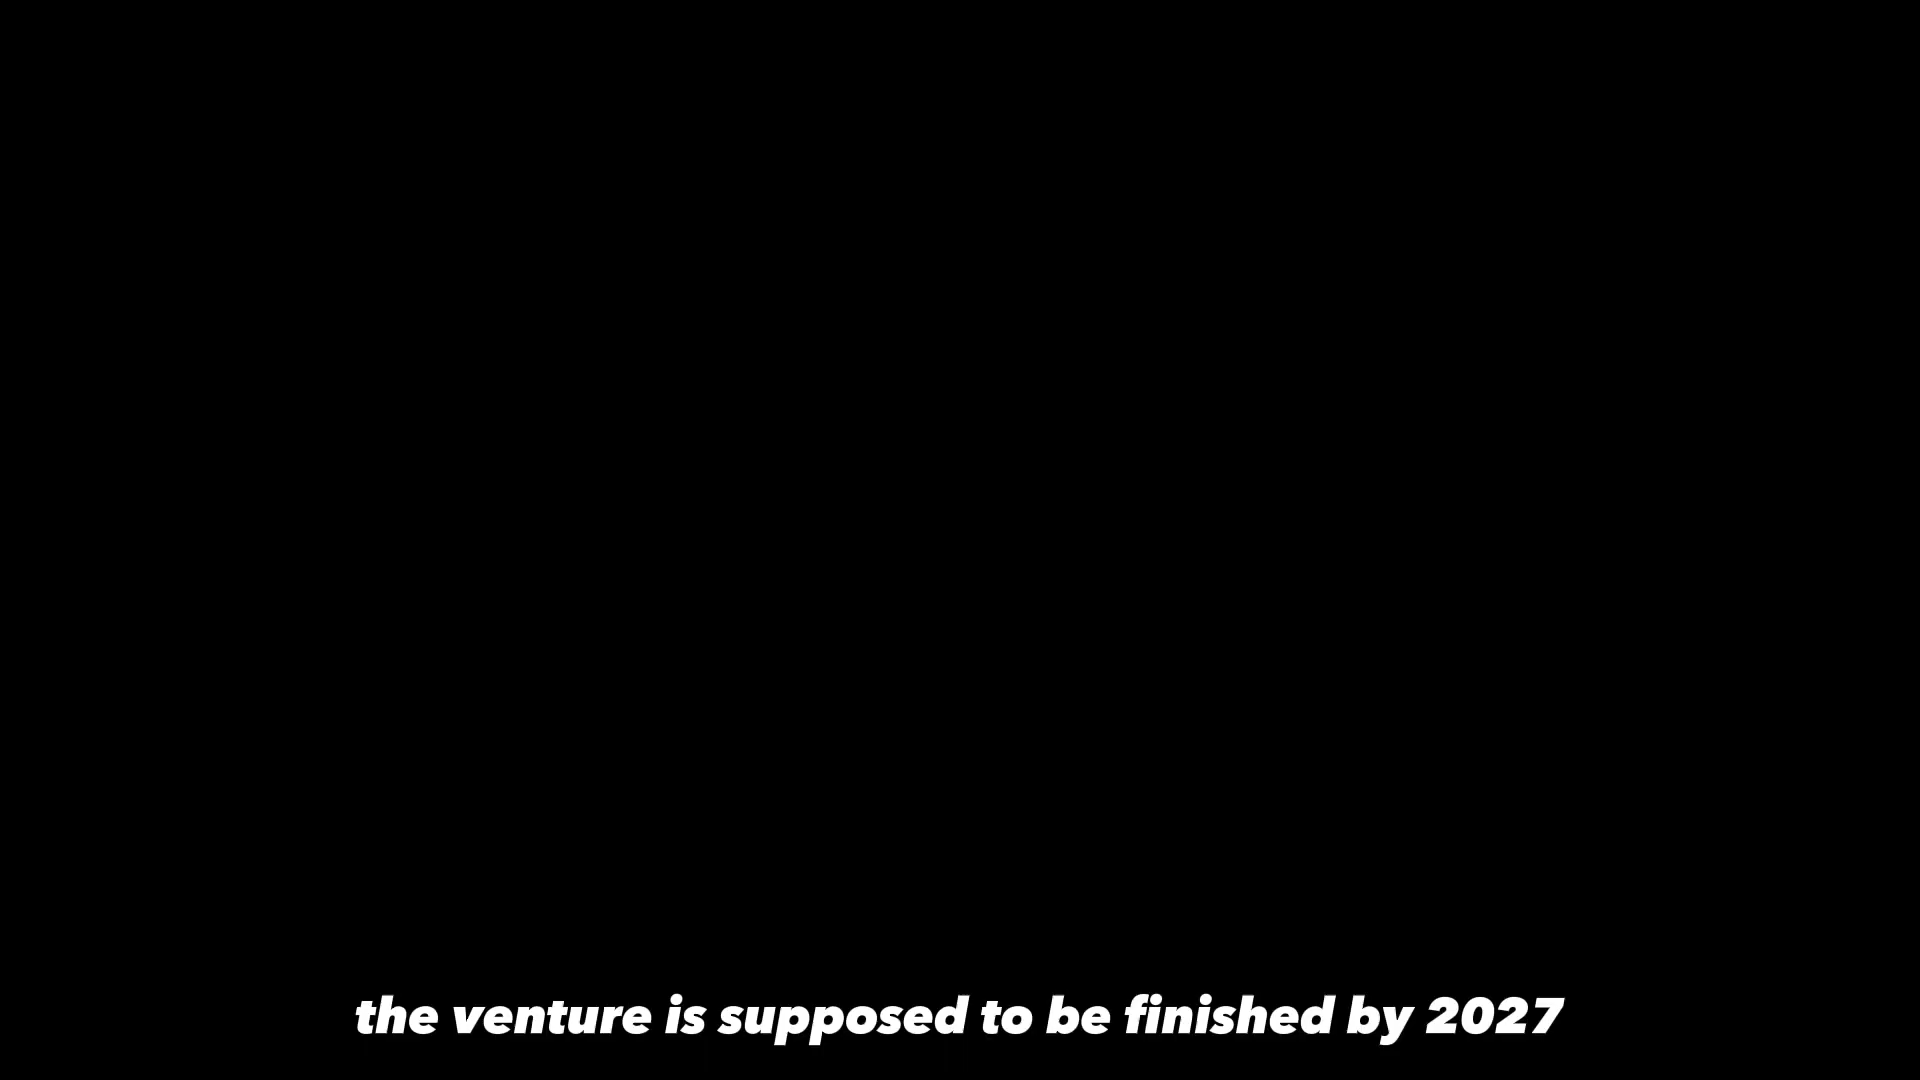 the venture is supposed to be finished by 2027